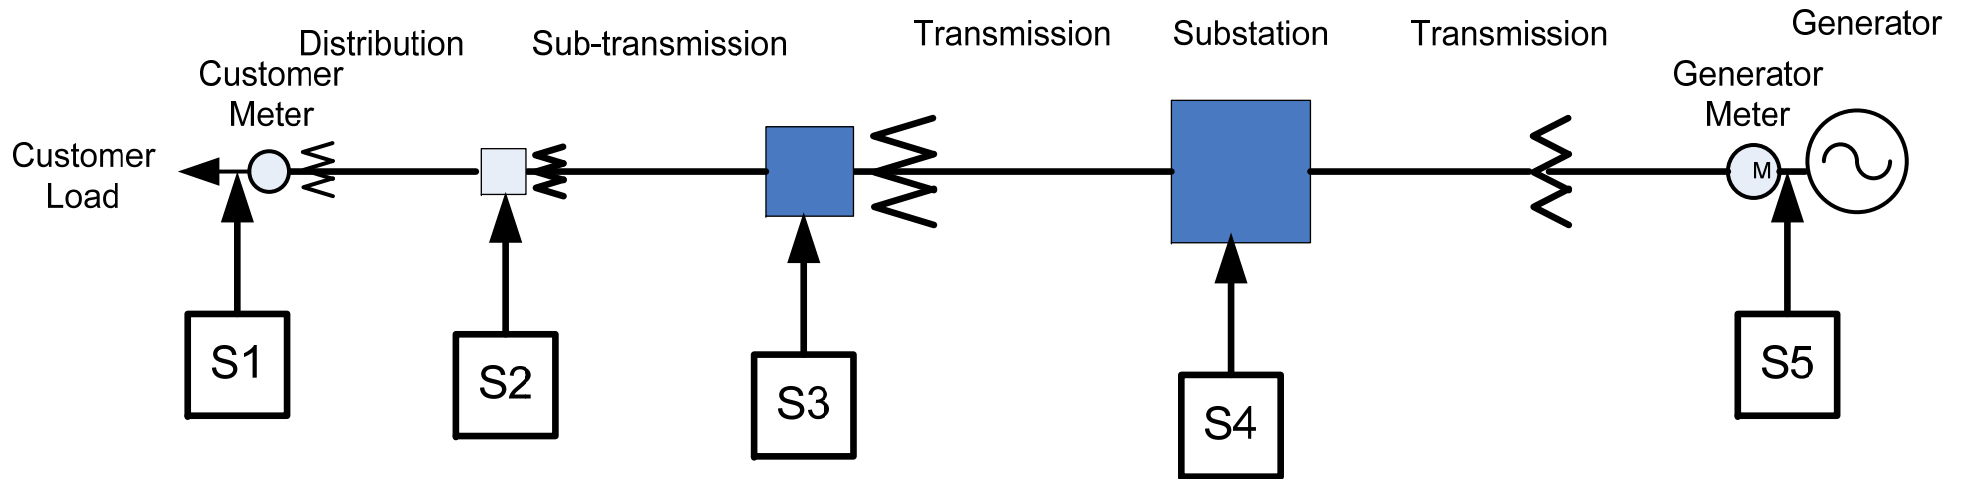 Generator
Transmission
Substation
Transmission
Distribution
Sub-transmission
Customer
Meter
Generator
Meter
Customer
Load
M
S1
S2
S3
S4
S5